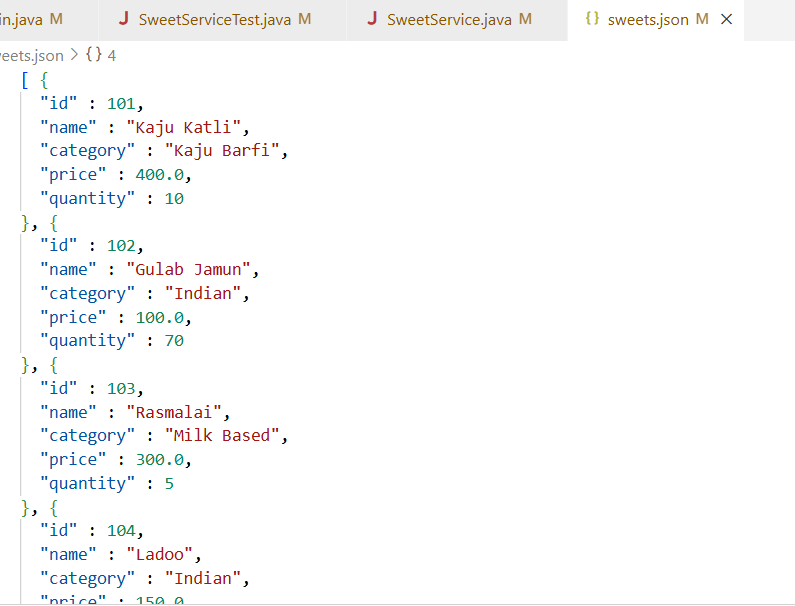 in.java M J SweetServiceTest.java M J SweetService.java M {} sweets.json M ×
eets.json > {} 4
[ {
"id" : 101,
"name" : "Kaju Katli",
"category" : "Kaju Barfi",
"price" : 400.0,
"quantity" : 10
}, {
"id" : 102,
"name" : "Gulab Jamun",
"category" : "Indian",
"price" : 100.0,
"quantity" : 70
}, {
"id" : 103,
"name" : "Rasmalai",
"category" : "Milk Based",
"price" : 300.0,
"quantity" : 5
}, {
"id" : 104,
"name" : "Ladoo",
"category" : "Indian",
"price" : 150.0